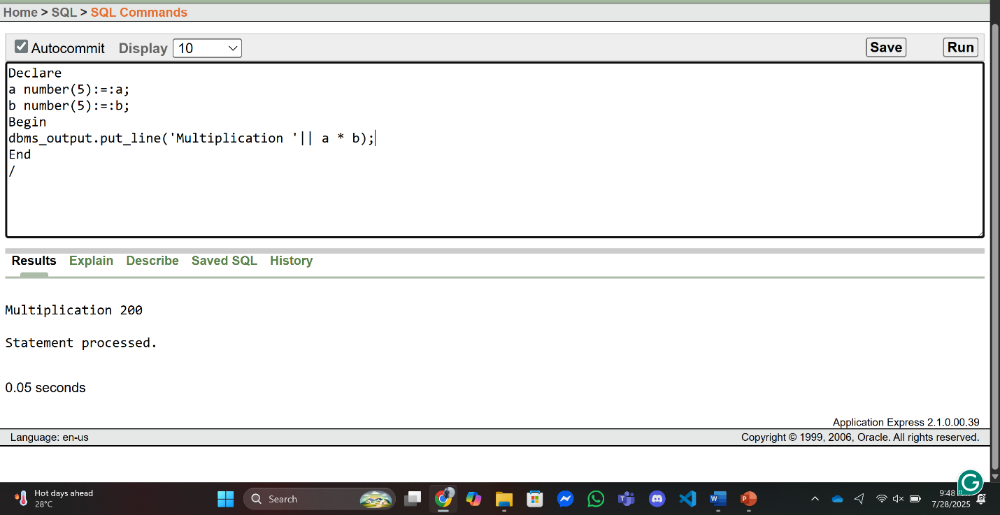 Home > SQL > SQL Commands
Autocommit Display 10 Save Run
Declare
a number(5):=:a;
b number(5):=:b;
Begin
dbms_output.put_line('Multiplication '|| a * b);
End
/
Results Explain Describe Saved SQL History
Multiplication 200
Statement processed.
0.05 seconds
Application Express 2.1.0.00.39
Language: en-us Copyright © 1999, 2006, Oracle. All rights reserved.
Hot days ahead
28°C
Search
9:48
7/28/2025